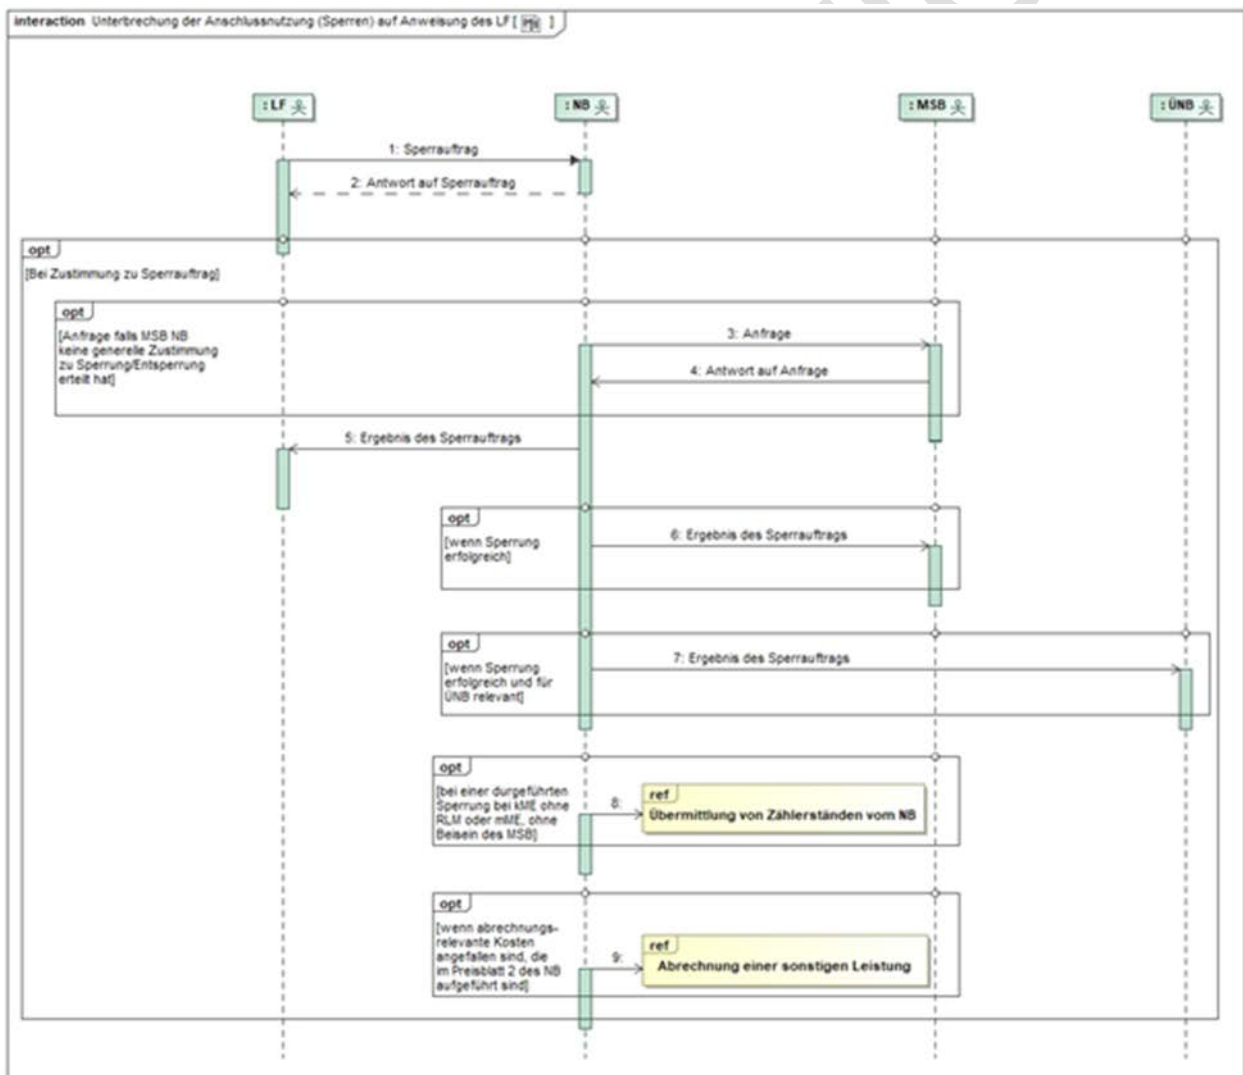 interaction Unterbrechung der Anschlussnutzung (Sperren) auf Anweisung des LF [ ]
: LF
: NB
: MSB
: ÜNB
1: Sperrauftrag
2: Antwort auf Sperrauftrag
opt
[Bei Zustimmung zu Sperrauftrag]
opt
[Anfrage falls MSB NB
keine generelle Zustimmung
zu Sperrung/Entsperrung
erteilt hat]
3: Anfrage
4: Antwort auf Anfrage
5: Ergebnis des Sperrauftrags
opt
[wenn Sperrung
erfolgreich]
6: Ergebnis des Sperrauftrags
opt
[wenn Sperrung
erfolgreich und für
ÜNB relevant]
7: Ergebnis des Sperrauftrags
opt
[bei einer durgeführten
Sperrung bei kME ohne
RLM oder mME, ohne
Beisein des MSB]
8:
ref
Übermittlung von Zählerständen vom NB
opt
[wenn abrechnungs-
relevante Kosten
angefallen sind, die
im Preisblatt 2 des NB
aufgeführt sind]
9:
ref
Abrechnung einer sonstigen Leistung